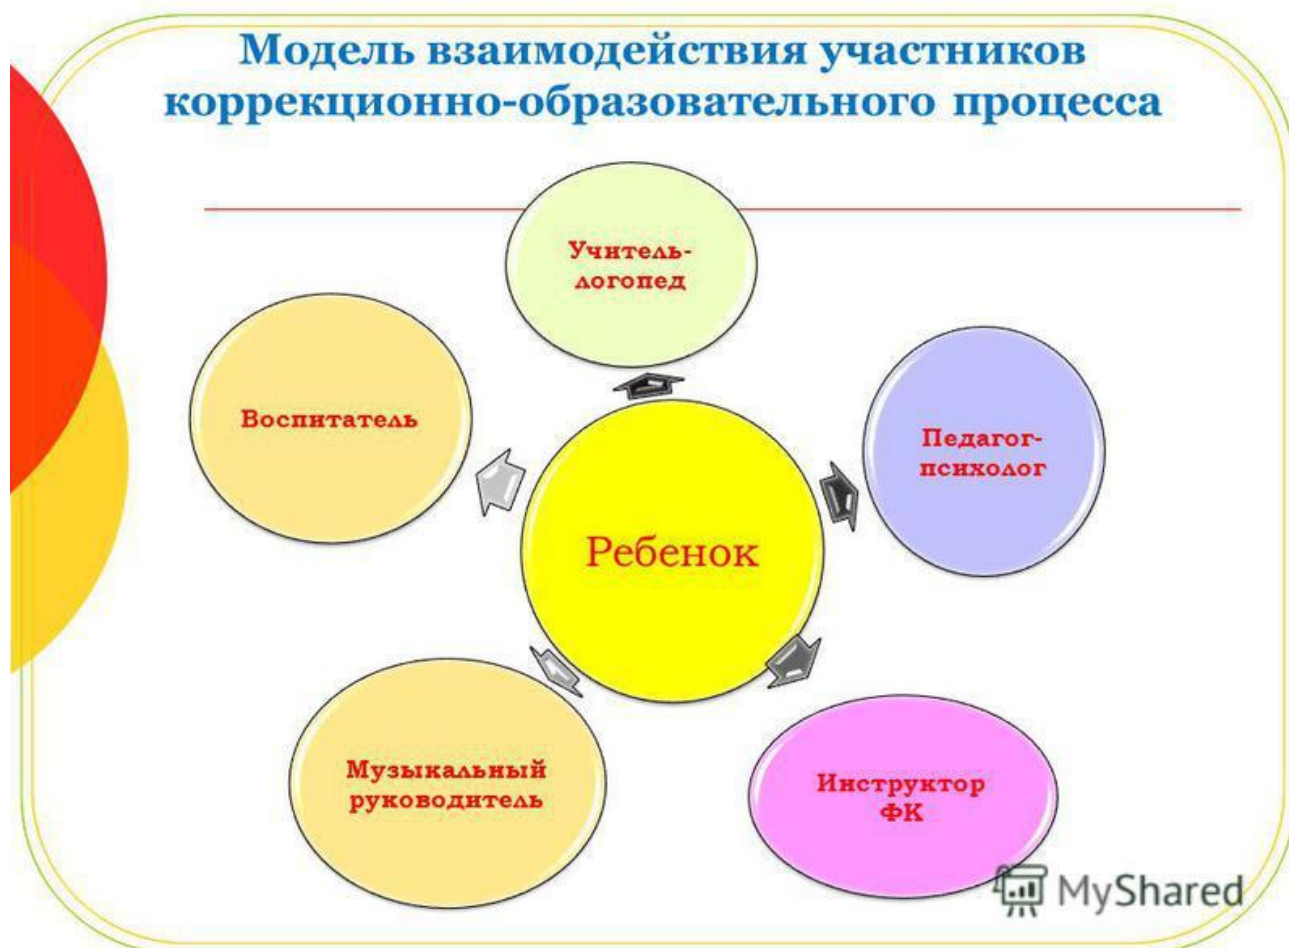 Модель взаимодействия участников
коррекционно-образовательного процесса
Учитель-
логопед
Воспитатель
Педагог-
психолог
Ребенок
Музыкальный
руководитель
Инструктор
ФК
MyShared